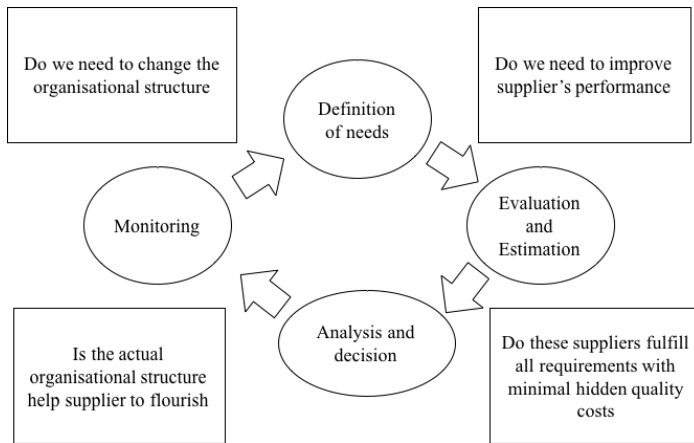 Do we need to change the
organisational structure
Do we need to improve
supplier's performance
Definition
of needs
Monitoring
Evaluation
and
Estimation
Analysis and
decision
Is the actual
organisational structure
help supplier to flourish
Do these suppliers fulfill
all requirements with
minimal hidden quality
costs